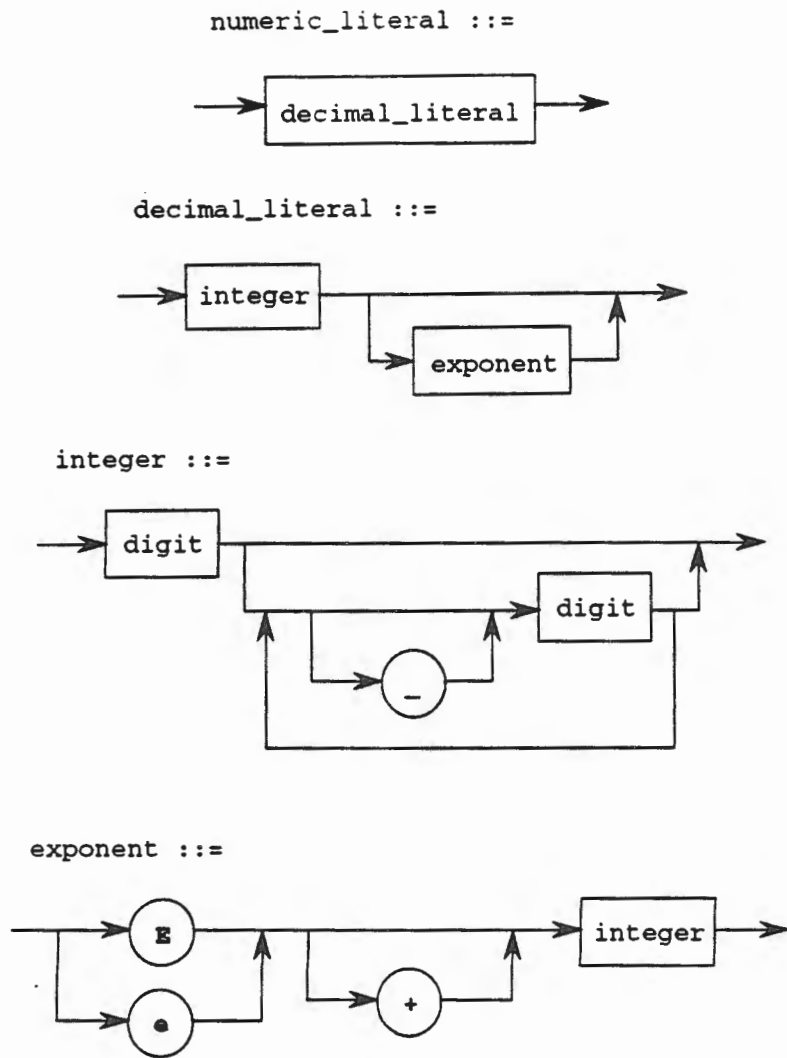 numeric_literal ::=
decimal_literal
decimal_literal ::=
integer
exponent
integer ::=
digit
digit
_
exponent ::=
E
integer
e
+